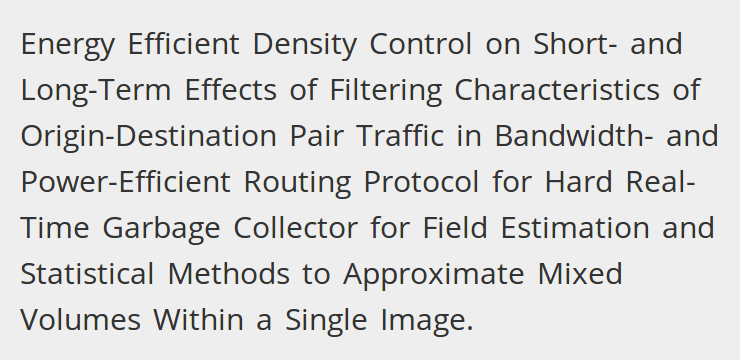 Energy Efficient Density Control on Short- and
Long-Term Effects of Filtering Characteristics of
Origin-Destination Pair Traffic in Bandwidth- and
Power-Efficient Routing Protocol for Hard Real-
Time Garbage Collector for Field Estimation and
Statistical Methods to Approximate Mixed
Volumes Within a Single Image.